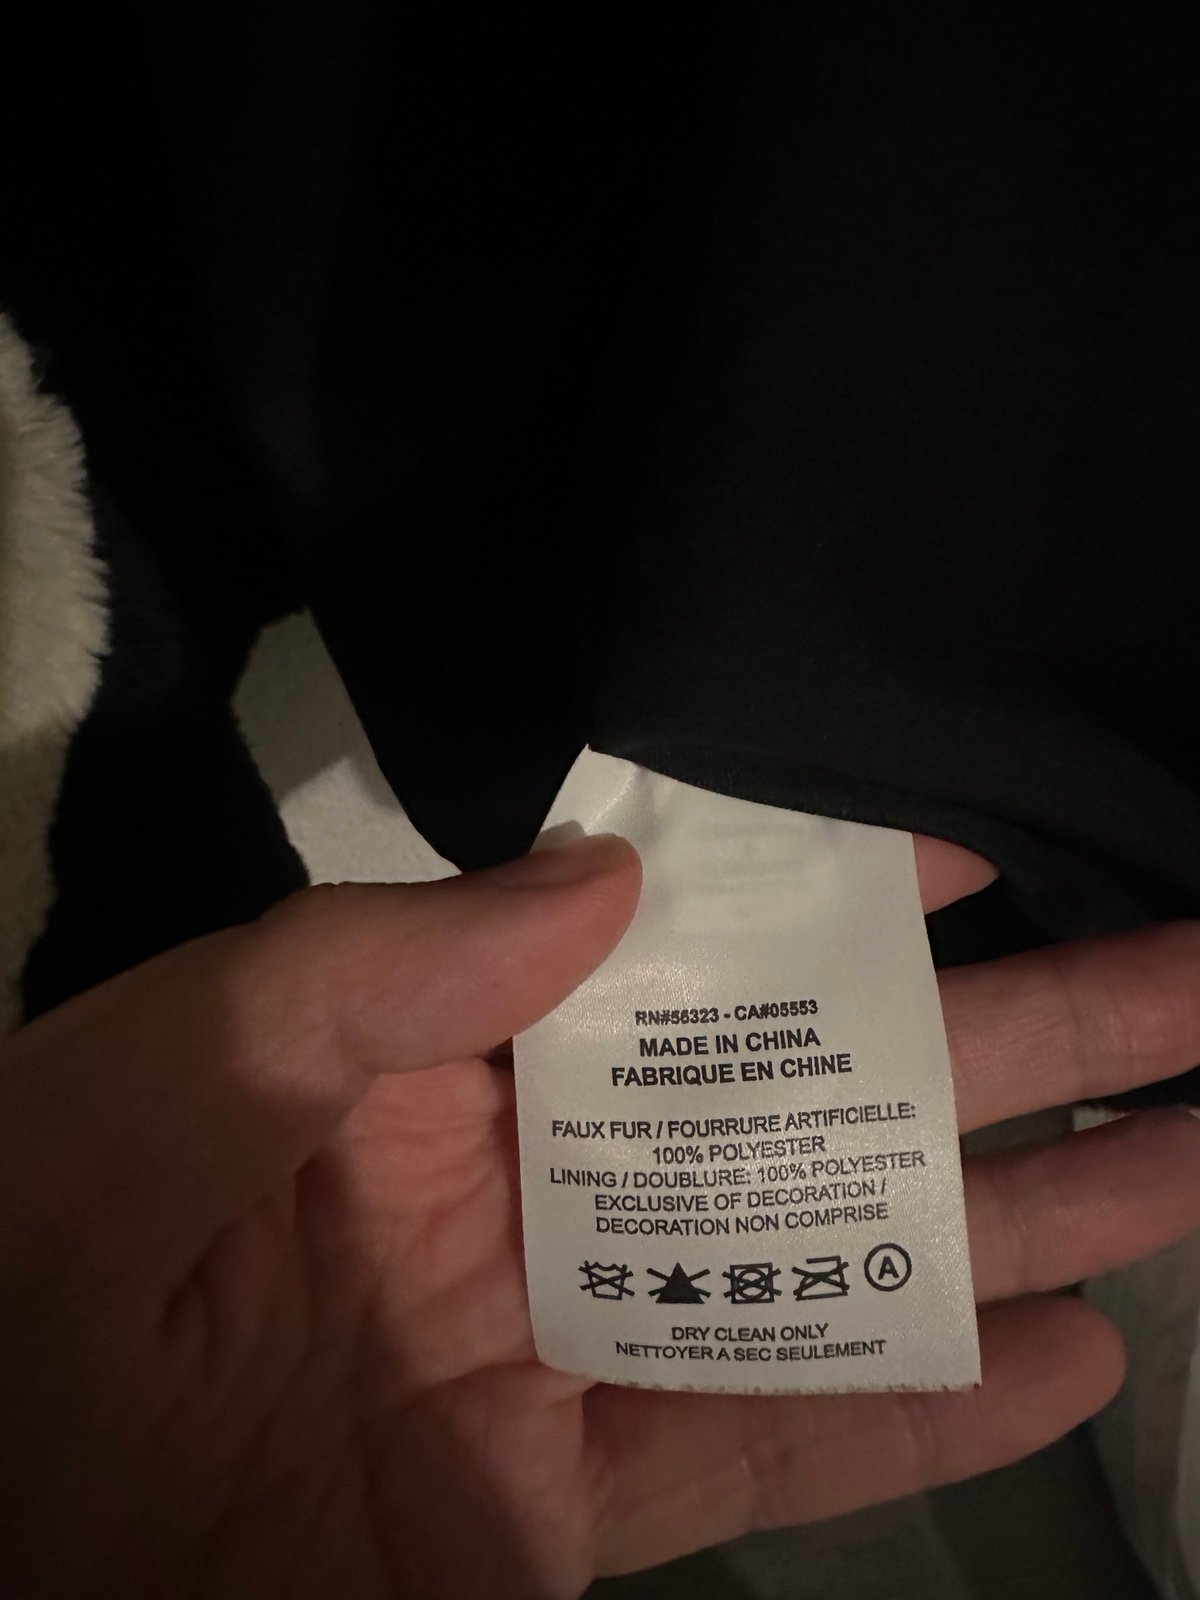 RN#56323 - CA#05553
MADE IN CHINA
FABRIQUE EN CHINE
FAUX FUR / FOURRURE ARTIFICIELLE:
100% POLYESTER
LINING / DOUBLURE: 100% POLYESTER
EXCLUSIVE OF DECORATION /
DECORATION NON COMPRISE
A
DRY CLEAN ONLY
NETTOYER A SEC SEULEMENT